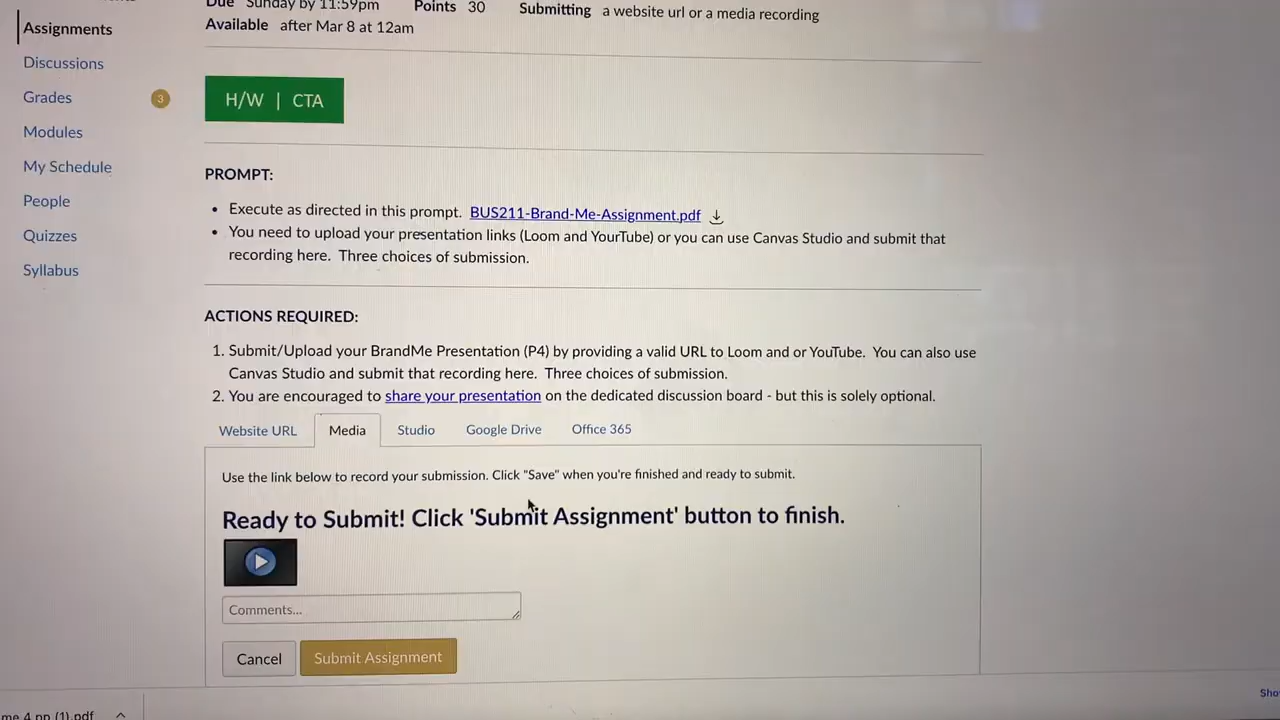 Due Sunday by 11:59pm Points 30 Submitting a website url or a media recording
Available after Mar 8 at 12am
Assignments
Discussions
Grades 3
Modules
My Schedule
People
Quizzes
Syllabus
H/W | CTA
PROMPT:
• Execute as directed in this prompt. BUS211-Brand-Me-Assignment.pdf
• You need to upload your presentation links (Loom and YourTube) or you can use Canvas Studio and submit that
recording here. Three choices of submission.
ACTIONS REQUIRED:
1. Submit/Upload your BrandMe Presentation (P4) by providing a valid URL to Loom and or YouTube. You can also use
Canvas Studio and submit that recording here. Three choices of submission.
2. You are encouraged to share your presentation on the dedicated discussion board - but this is solely optional.
Website URL Media Studio Google Drive Office 365
Use the link below to record your submission. Click "Save" when you're finished and ready to submit.
Ready to Submit! Click 'Submit Assignment' button to finish.
Comments...
Cancel Submit Assignment
me 4 pp (1).pdf
Sho